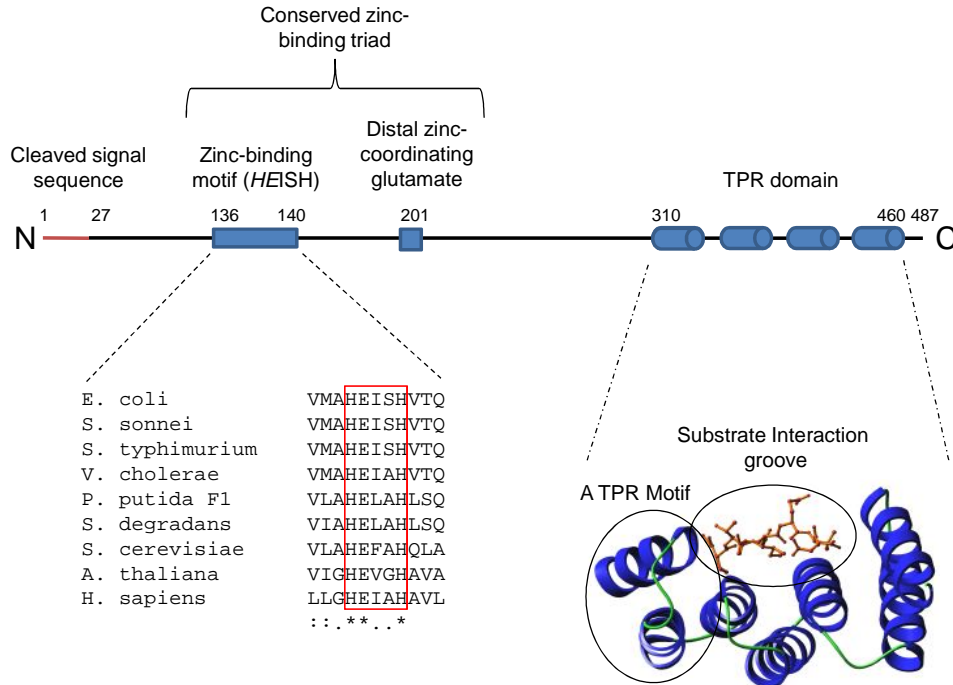 Conserved zinc-
binding triad
Cleaved signal
sequence
Zinc-binding
motif (HEISH)
Distal zinc-
coordinating
glutamate
TPR domain
1 27 136 140 201 310 460 487
N C
E. coli VMAHEISHVTQ
S. sonnei VMAHEISHVTQ
S. typhimurium VMAHEISHVTQ
V. cholerae VMAHEIAHVTQ
P. putida F1 VLAHELAHLSQ
S. degradans VIAHELAHLSQ
S. cerevisiae VLAHEFAHQLA
A. thaliana VIGHEVGHAVA
H. sapiens LLGHEIAHAVL
::.**..*
Substrate Interaction
groove
A TPR Motif